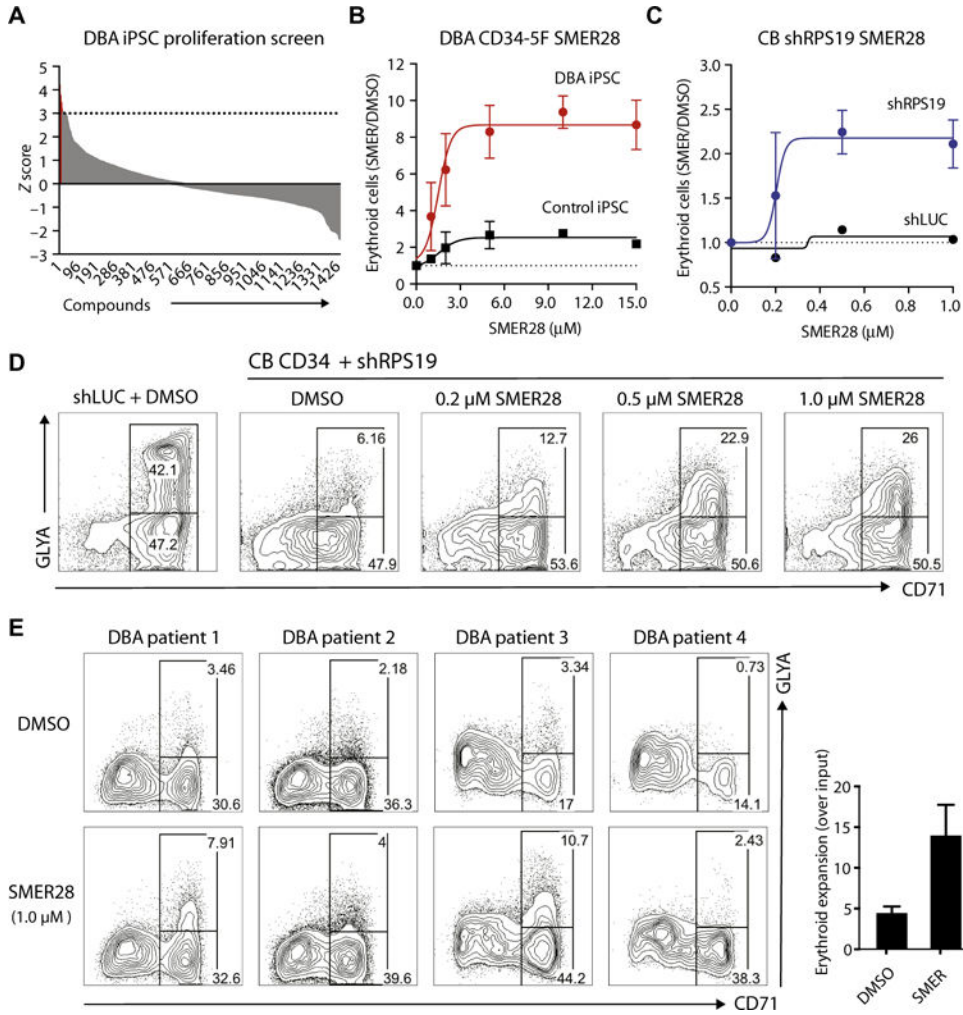 A
DBA iPSC proliferation screen
5
4
3
2
1
0
−1
−2
−3
Z score
1
96
191
286
381
476
571
666
761
856
951
1046
1141
1236
1331
1426
Compounds
B
DBA CD34-5F SMER28
12
10
8
6
4
2
0
Erythroid cells (SMER/DMSO)
DBA iPSC
Control iPSC
0.0 3.0 6.0 9.0 12.0 15.0
SMER28 (µM)
C
CB shRPS19 SMER28
3.0
2.5
2.0
1.5
1.0
0.5
Erythroid cells (SMER/DMSO)
shRPS19
shLUC
0.0 0.2 0.4 0.6 0.8 1.0
SMER28 (µM)
D
CB CD34 + shRPS19
shLUC + DMSO DMSO 0.2 µM SMER28 0.5 µM SMER28 1.0 µM SMER28
42.1 6.16 12.7 22.9 26
47.2 47.9 53.6 50.6 50.5
GLYA
CD71
E
DBA patient 1 DBA patient 2 DBA patient 3 DBA patient 4
DMSO
3.46 2.18 3.34 0.73
30.6 36.3 17 14.1
GLYA
SMER28
(1.0 µM )
7.91 4 10.7 2.43
32.6 39.6 44.2 38.3
CD71
20
15
10
5
0
Erythroid expansion (over input)
DMSO
SMER